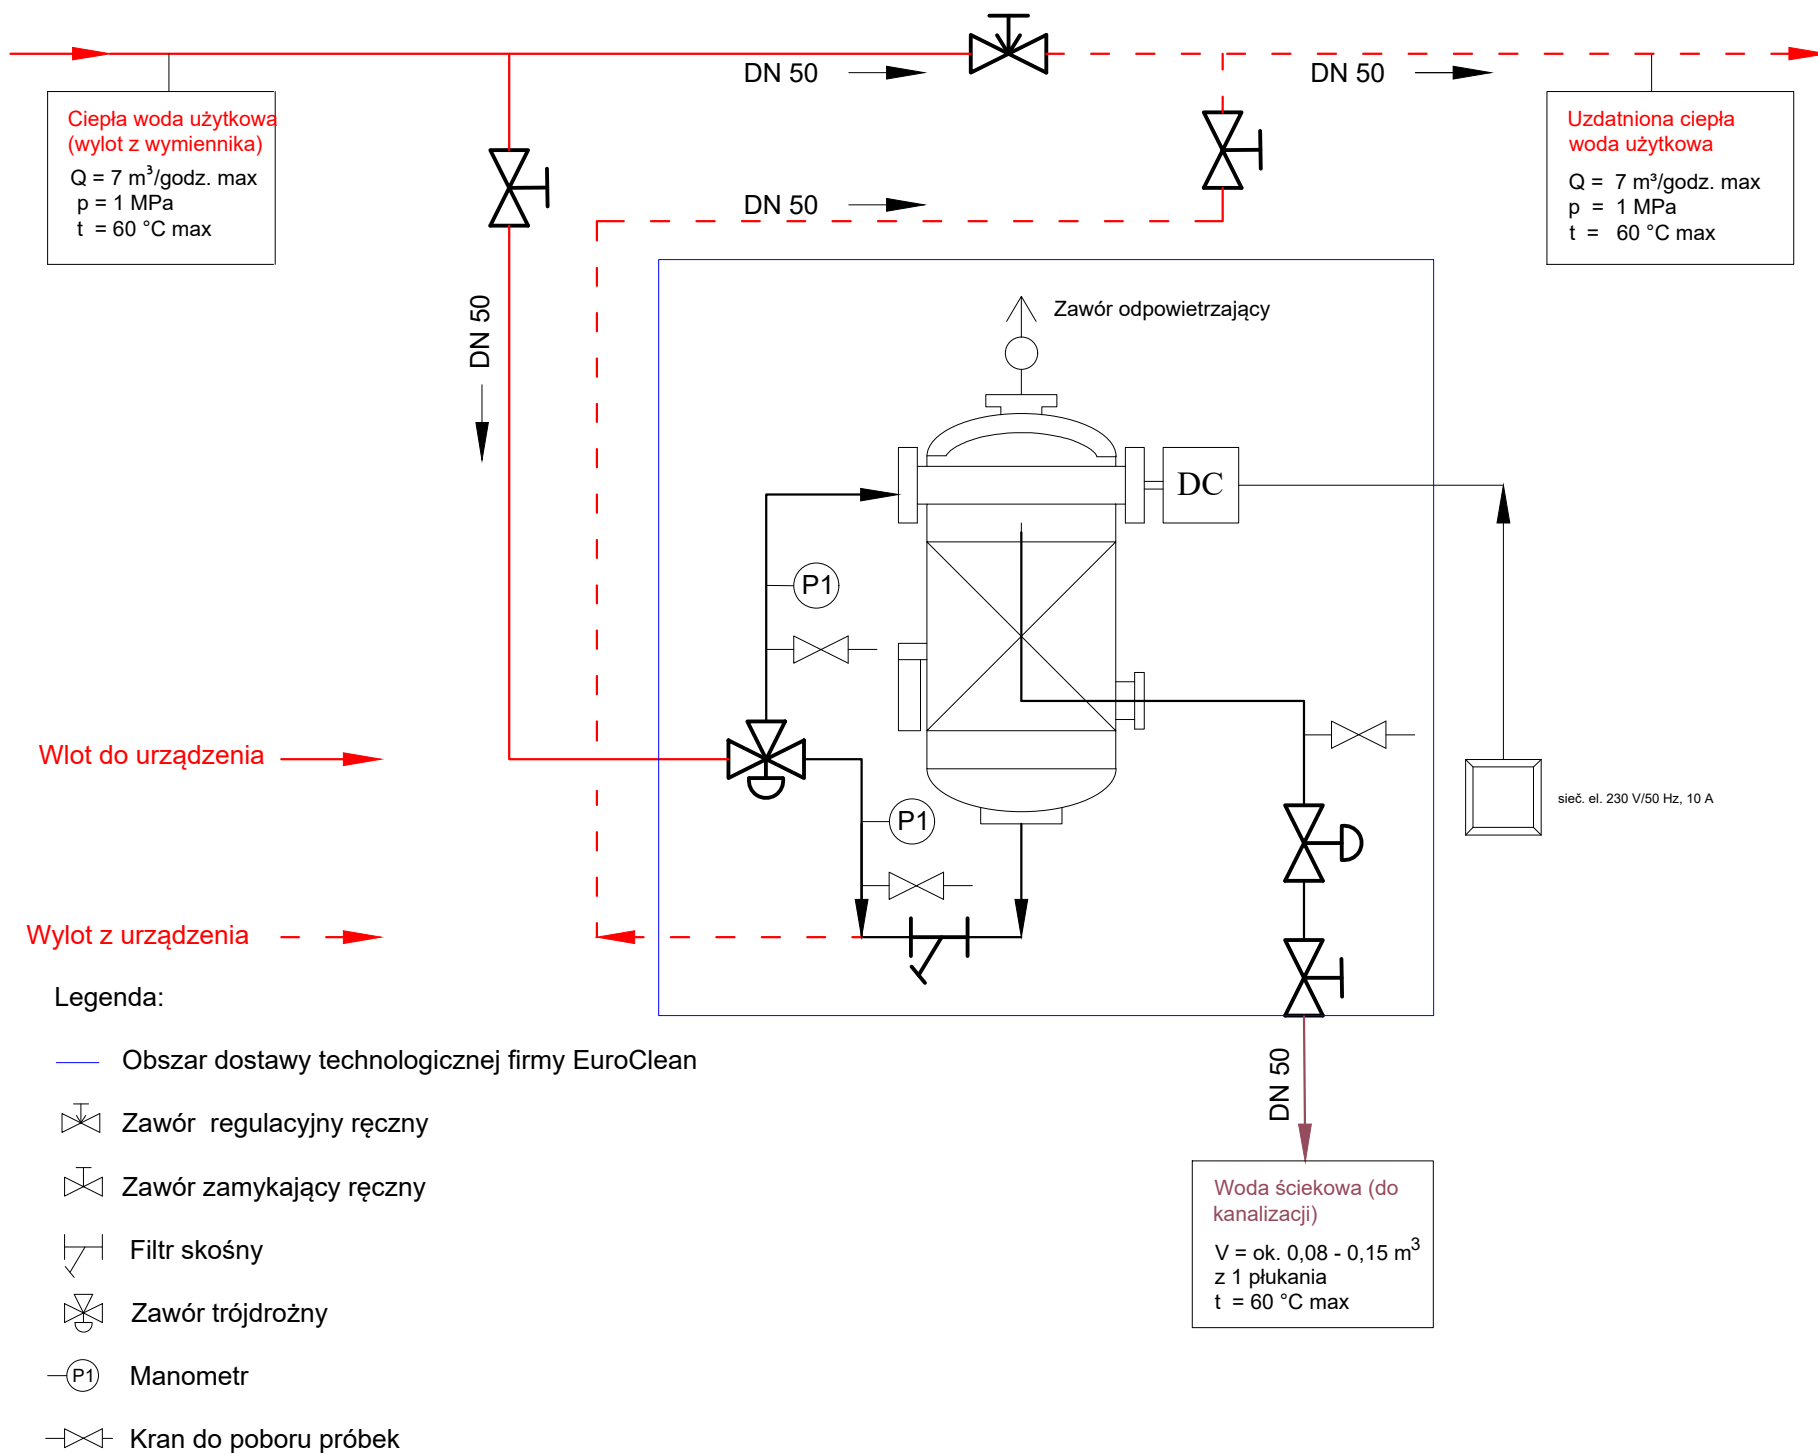 DN 50
DN 50
Ciepła woda użytkowa
(wylot z wymiennika)
Q = 7 m³/godz. max
p = 1 MPa
t = 60 °C max
Uzdatniona ciepła
woda użytkowa
Q = 7 m³/godz. max
p = 1 MPa
t = 60 °C max
DN 50
DN 50
Zawór odpowietrzający
DC
P1
Wlot do urządzenia
P1
sieč. el. 230 V/50 Hz, 10 A
Wylot z urządzenia
Legenda:
Obszar dostawy technologicznej firmy EuroClean
Zawór regulacyjny ręczny
Zawór zamykający ręczny
Filtr skośny
Zawór trójdrożny
P1 Manometr
Kran do poboru próbek
DN 50
Woda ściekowa (do
kanalizacji)
V = ok. 0,08 - 0,15 m³
z 1 płukania
t = 60 °C max